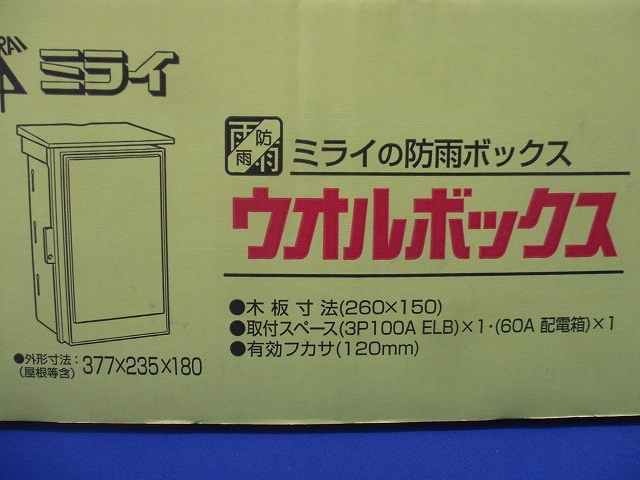 ミライ
防雨
ミライの防雨ボックス
ウオルボックス
●木板寸法(260×150)
●取付スペース(3P100A ELB)×1・(60A 配電箱)×1
●有効フカサ(120mm)
●外形寸法：377×235×180
(屋根等含)